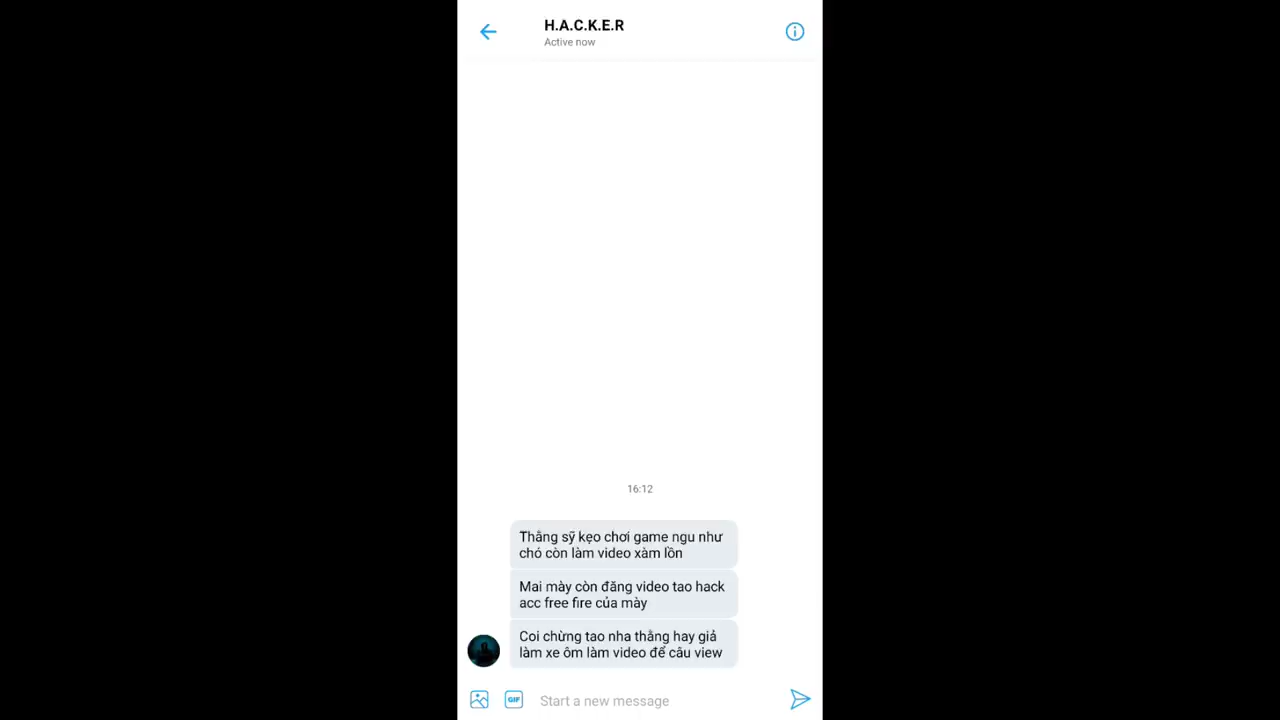 H.A.C.K.E.R
Active now
16:12
Thằng sỹ kẹo chơi game ngu như
chó còn làm video xàm lồn
Mai mày còn đăng video tao hack
acc free fire của mày
Coi chừng tao nha thằng hay giả
làm xe ôm làm video để câu view
GIF
Start a new message